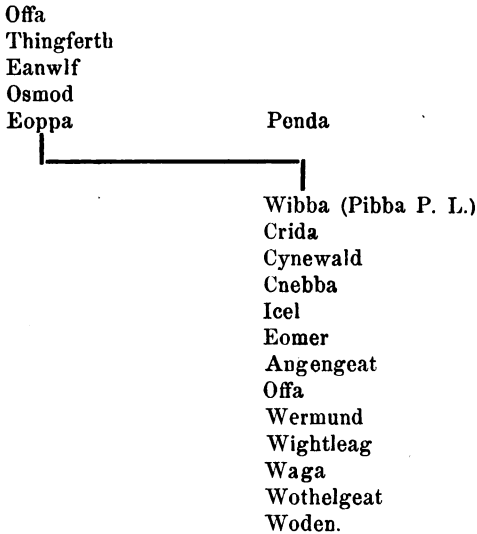 Offa
Thingferth
Eanwlf
Osmod
Eoppa Penda
Wibba (Pibba P. L.)
Crida
Cynewald
Cnebba
Icel
Eomer
Angengeat
Offa
Wermund
Wightleag
Waga
Wothelgeat
Woden.